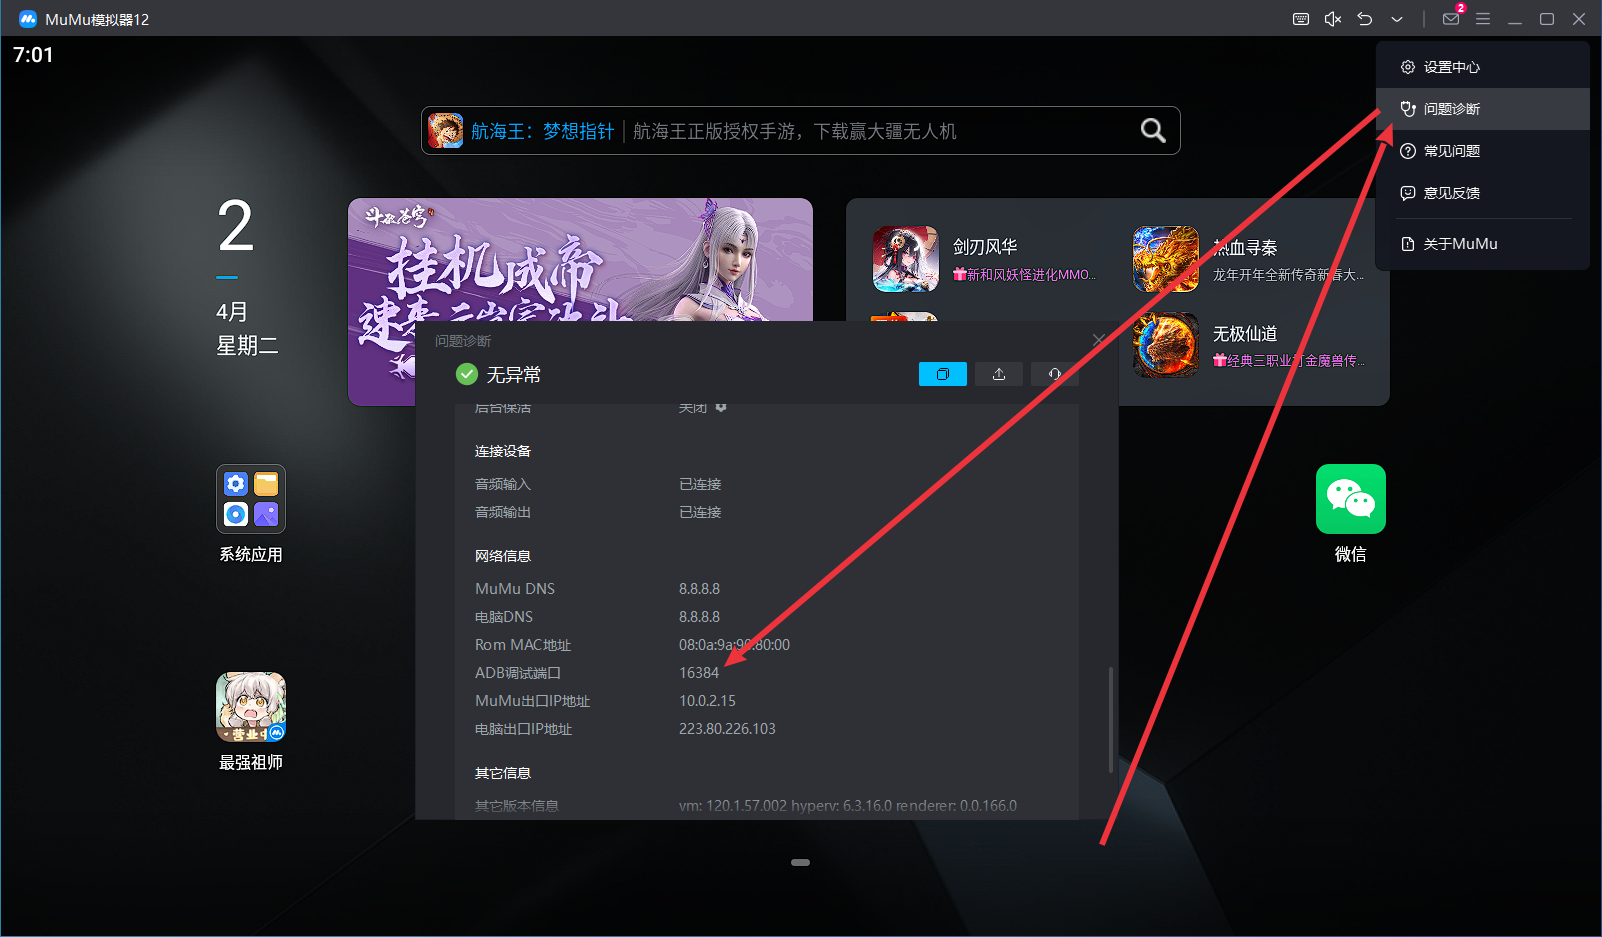 MuMu模拟器12
2
7:01
设置中心
问题诊断
常见问题
意见反馈
关于MuMu
航海王：梦想指针
航海王正版授权手游，下载赢大疆无人机
2
4月
星期二
斗破苍穹
挂机成帝
剑刃风华
新和风妖怪进化MMO...
热血寻秦
龙年开年全新传奇新春大...
无极仙道
经典三职业打金魔兽传...
问题诊断
无异常
后台保活
关闭
连接设备
音频输入
已连接
音频输出
已连接
网络信息
MuMu DNS
8.8.8.8
电脑DNS
8.8.8.8
Rom MAC地址
08:0a:9a:90:80:00
ADB调试端口
16384
MuMu出口IP地址
10.0.2.15
电脑出口IP地址
223.80.226.103
其它信息
其它版本信息
vm: 120.1.57.002 hyperv: 6.3.16.0 renderer: 0.0.166.0
系统应用
微信
营业中
最强祖师